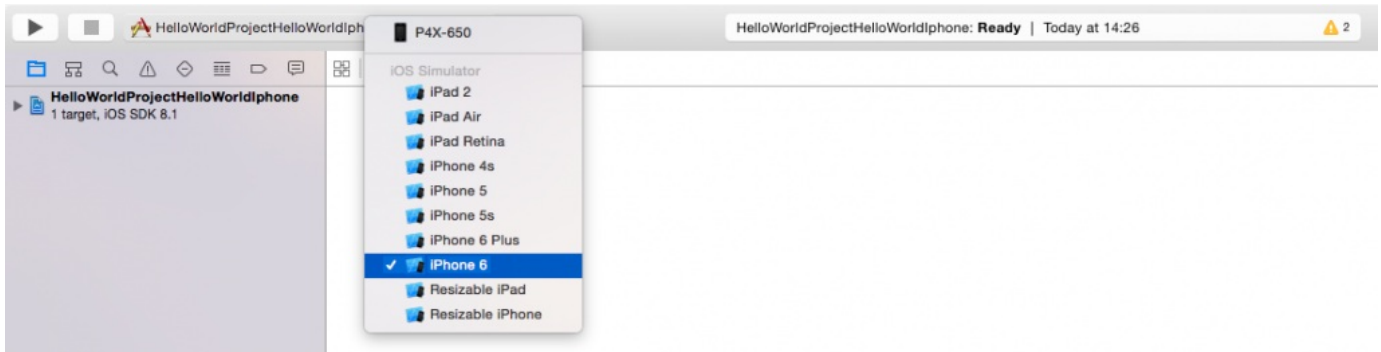 HelloWorldProjectHelloWorldIph
P4X-650
HelloWorldProjectHelloWorldIphone: Ready | Today at 14:26
2
iOS Simulator
iPad 2
HelloWorldProjectHelloWorldIphone
1 target, iOS SDK 8.1
iPad Air
iPad Retina
iPhone 4s
iPhone 5
iPhone 5s
iPhone 6 Plus
iPhone 6
Resizable iPad
Resizable iPhone